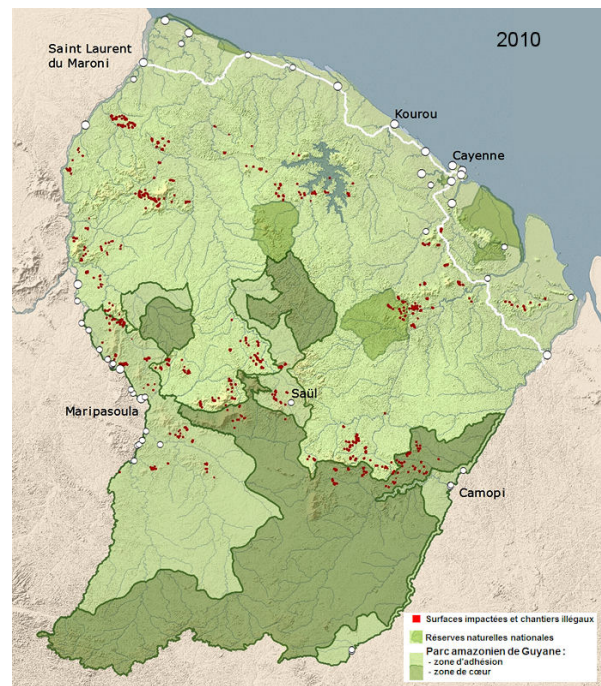 2010
Saint Laurent
du Maroni
Kourou
Cayenne
Saül
Maripasoula
Camopi
Surfaces impactées et chantiers illégaux
Réserves naturelles nationales
Parc amazonien de Guyane :
- zone d'adhésion
- zone de cœur